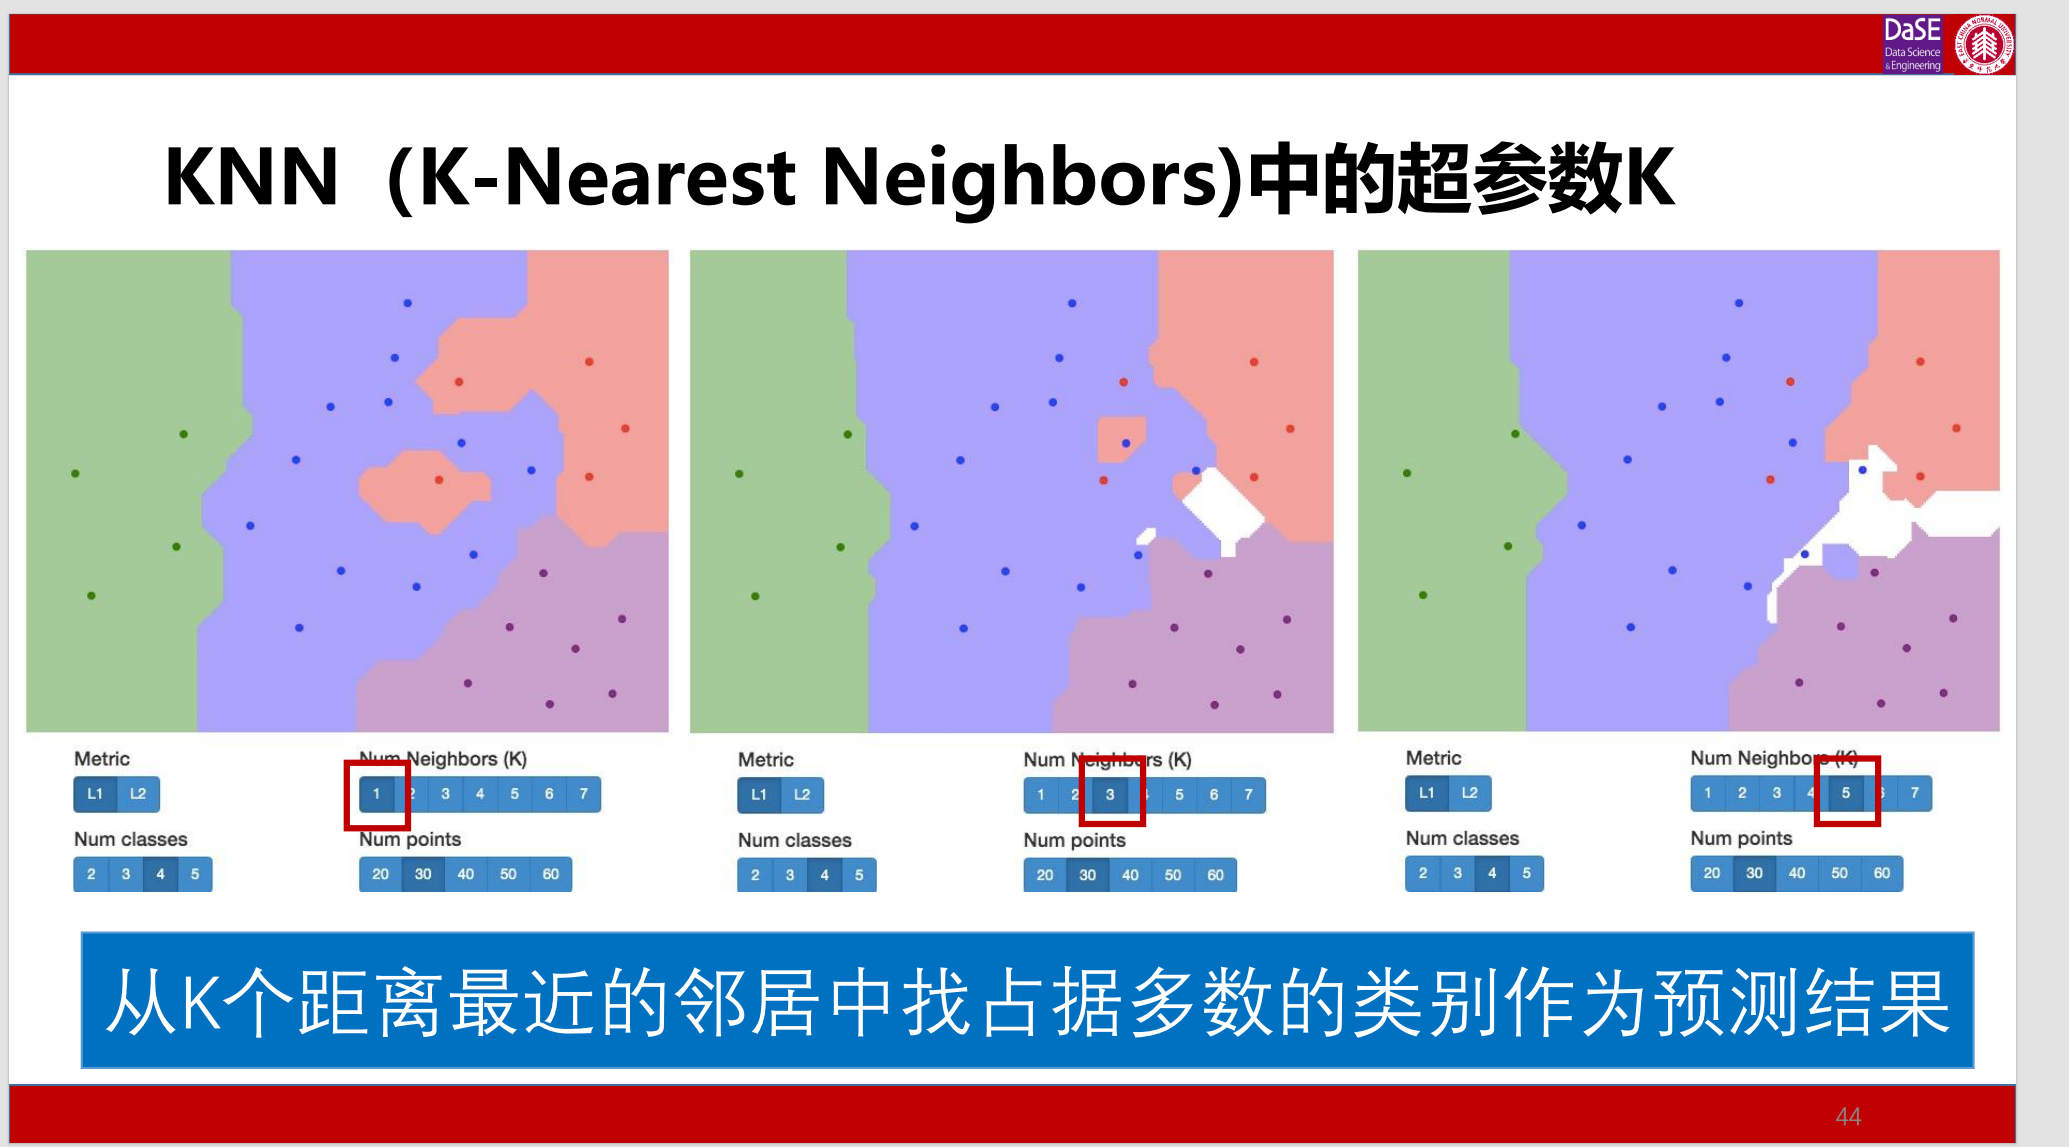 DaSE
Data Science
& Engineering
EAST CHINA NORMAL UNIVERSITY
KNN（K-Nearest Neighbors)中的超参数K
Metric
Num Neighbors (K)
L1 L2
1 2 3 4 5 6 7
Num classes
Num points
2 3 4 5
20 30 40 50 60
Metric
Num Neighbors (K)
L1 L2
1 2 3 4 5 6 7
Num classes
Num points
2 3 4 5
20 30 40 50 60
Metric
Num Neighbors (K)
L1 L2
1 2 3 4 5 6 7
Num classes
Num points
2 3 4 5
20 30 40 50 60
从K个距离最近的邻居中找占据多数的类别作为预测结果
44